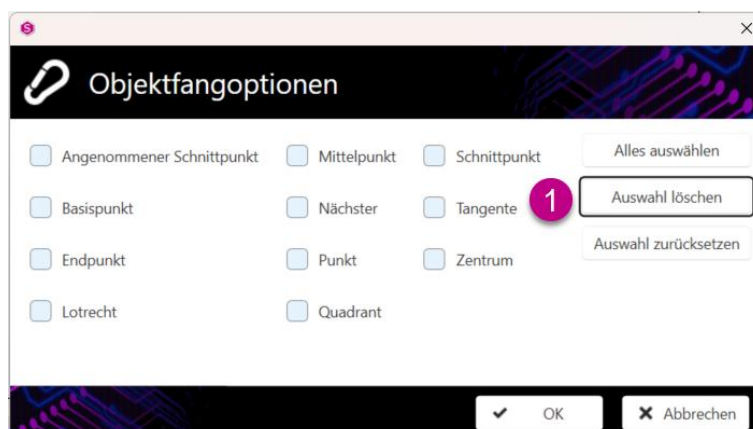 S
Objektfangoptionen
Angenommener Schnittpunkt Mittelpunkt Schnittpunkt Alles auswählen
Basispunkt Nächster Tangente 1 Auswahl löschen
Endpunkt Punkt Zentrum Auswahl zurücksetzen
Lotrecht Quadrant
OK Abbrechen